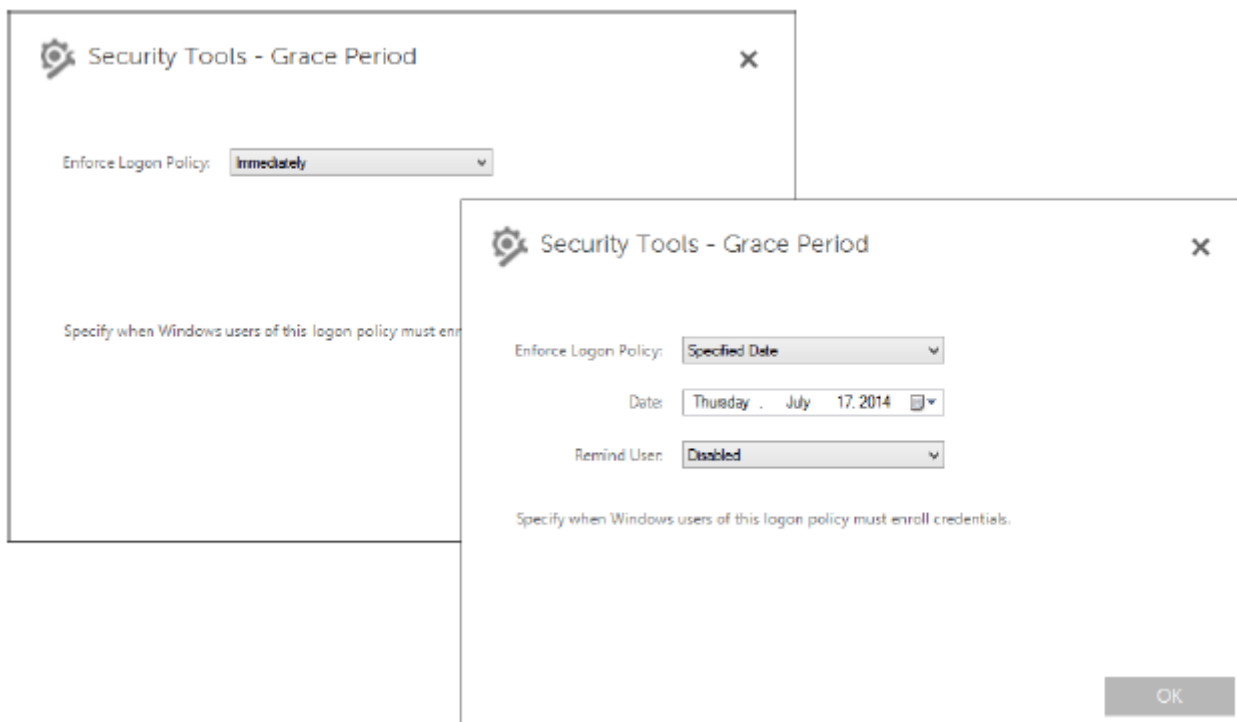 Security Tools - Grace Period
Enforce Logon Policy: Immediately
Specify when Windows users of this logon policy must enr
Security Tools - Grace Period
Enforce Logon Policy: Specified Date
Date: Thursday , July 17, 2014
Remind User: Disabled
Specify when Windows users of this logon policy must enroll credentials.
OK